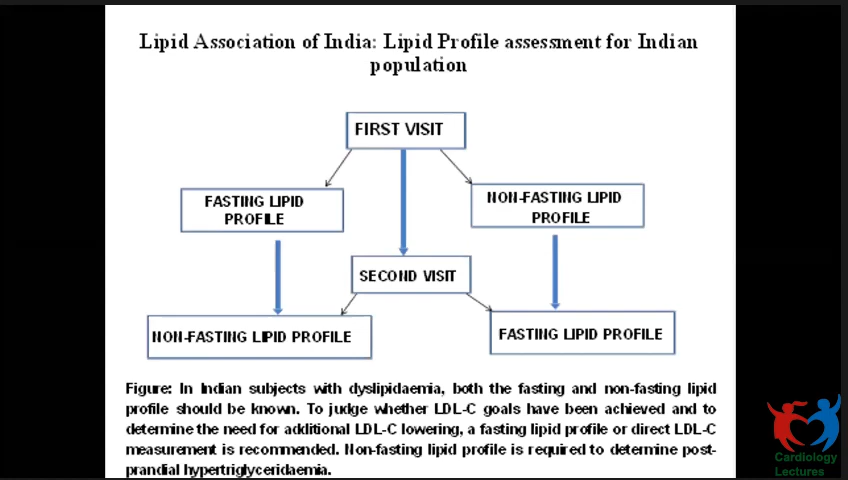 Lipid Association of India: Lipid Profile assessment for Indian
population
FIRST VISIT
FASTING LIPID
PROFILE
NON-FASTING LIPID
PROFILE
SECOND VISIT
NON-FASTING LIPID PROFILE
FASTING LIPID PROFILE
Figure: In Indian subjects with dyslipidaemia, both the fasting and non-fasting lipid
profile should be known. To judge whether LDL-C goals have been achieved and to
determine the need for additional LDL-C lowering, a fasting lipid profile or direct LDL-C
measurement is recommended. Non-fasting lipid profile is required to determine post-
prandial hypertriglyceridaemia.
Cardiology
Lectures